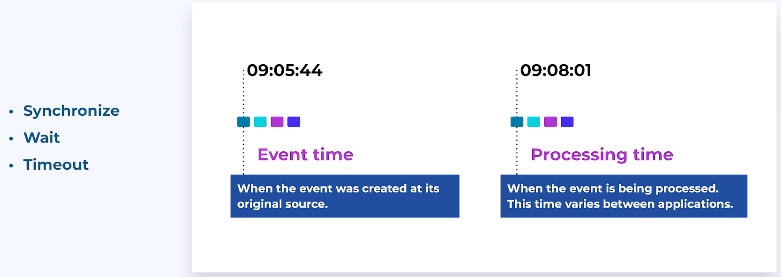 • Synchronize
• Wait
• Timeout
09:05:44
Event time
When the event was created at its
original source.
09:08:01
Processing time
When the event is being processed.
This time varies between applications.